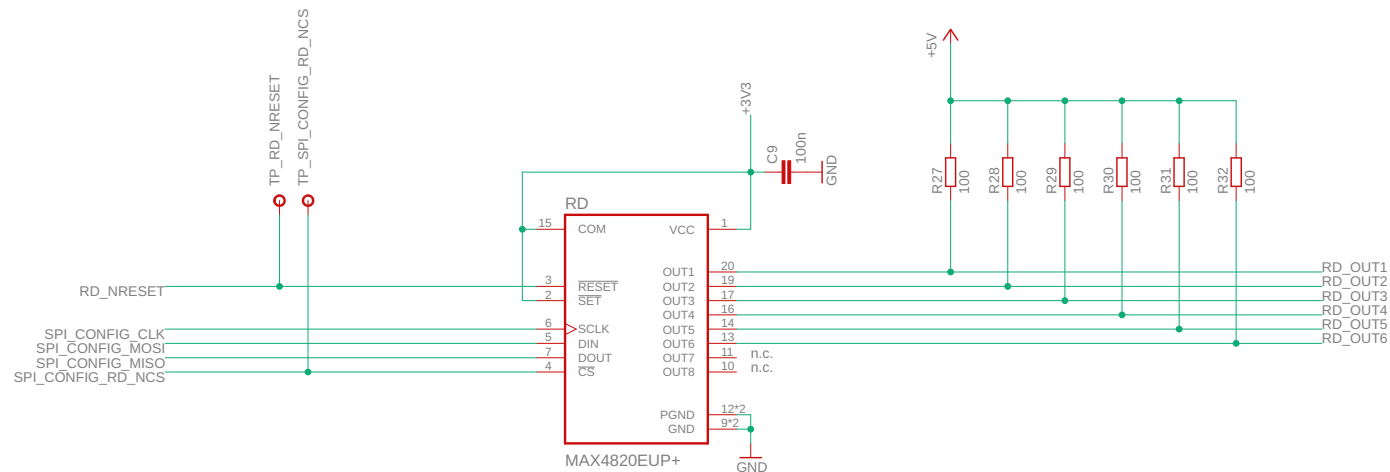 TP_RD_NRESET
TP_SPI_CONFIG_RD_NCS
+3V3
C9
100n
GND
+5V
R27
100
R28
100
R29
100
R30
100
R31
100
R32
100
RD
15 COM
VCC 1
3 RESET
2 SET
6 SCLK
5 DIN
7 DOUT
4 CS
OUT1 20
OUT2 19
OUT3 17
OUT4 16
OUT5 14
OUT6 13
OUT7 11 n.c.
OUT8 10 n.c.
PGND 12*2
GND 9*2
MAX4820EUP+
GND
RD_NRESET
SPI_CONFIG_CLK
SPI_CONFIG_MOSI
SPI_CONFIG_MISO
SPI_CONFIG_RD_NCS
RD_OUT1
RD_OUT2
RD_OUT3
RD_OUT4
RD_OUT5
RD_OUT6